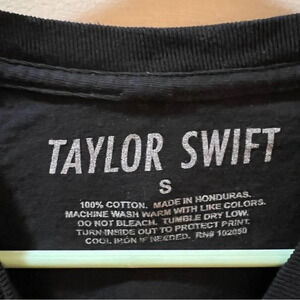 TAYLOR SWIFT
S
100% COTTON. MADE IN HONDURAS.
MACHINE WASH WARM WITH LIKE COLORS.
DO NOT BLEACH. TUMBLE DRY LOW.
TURN INSIDE OUT TO PROTECT PRINT.
COOL IRON IF NEEDED. RN# 102050